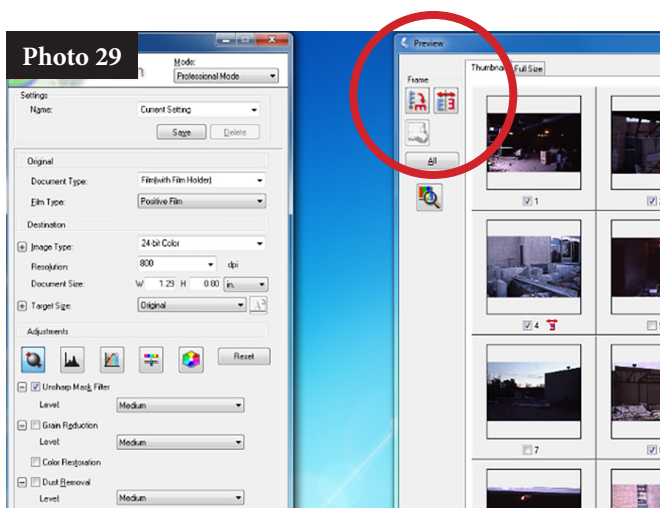 Photo 29
Mode:
Professional Mode
Settings
Name:
Current Setting
Save
Delete
Original
Document Type:
Film(with Film Holder)
Film Type:
Positive Film
Destination
Image Type:
24-bit Color
Resolution:
800
dpi
Document Size:
W
1.29
H
0.80
in.
Target Size:
Original
Adjustments
Reset
Unsharp Mask Filter
Level:
Medium
Grain Reduction
Level:
Medium
Color Restoration
Dust Removal
Level:
Medium
Preview
Frame
All
Thumbnai
Full Size
1
4
7